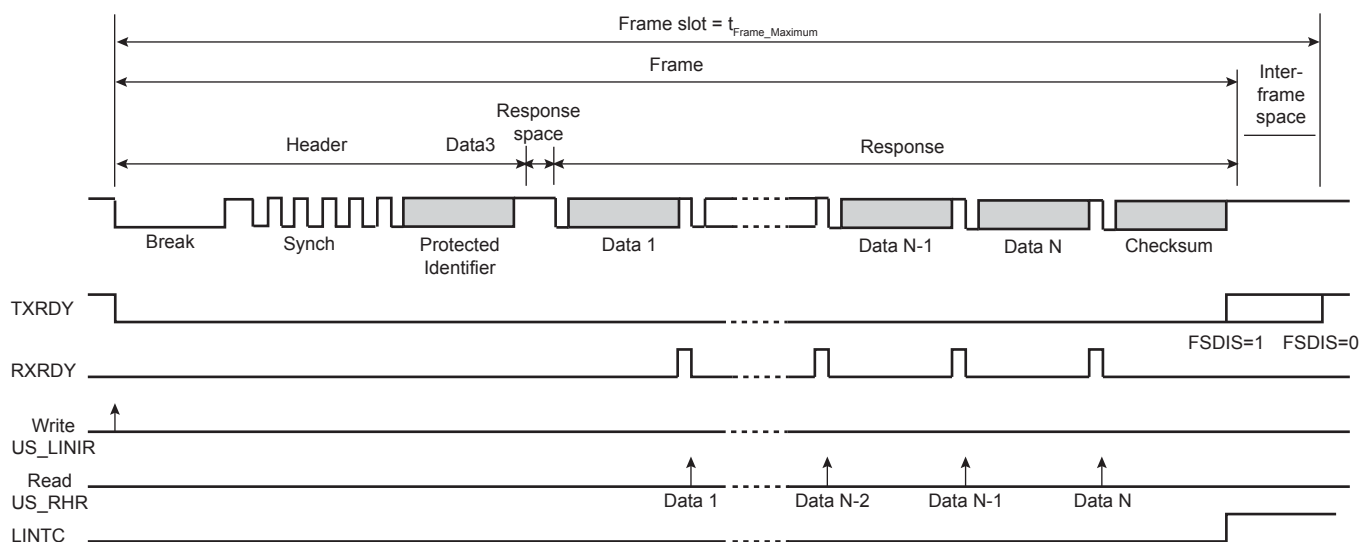 Frame slot = tFrame_Maximum
Frame
Inter-
frame
space
Response
space
Header
Data3
Response
Break
Synch
Protected
Identifier
Data 1
Data N-1
Data N
Checksum
TXRDY
FSDIS=1
FSDIS=0
RXRDY
Write
US_LINIR
Read
US_RHR
Data 1
Data N-2
Data N-1
Data N
LINTC